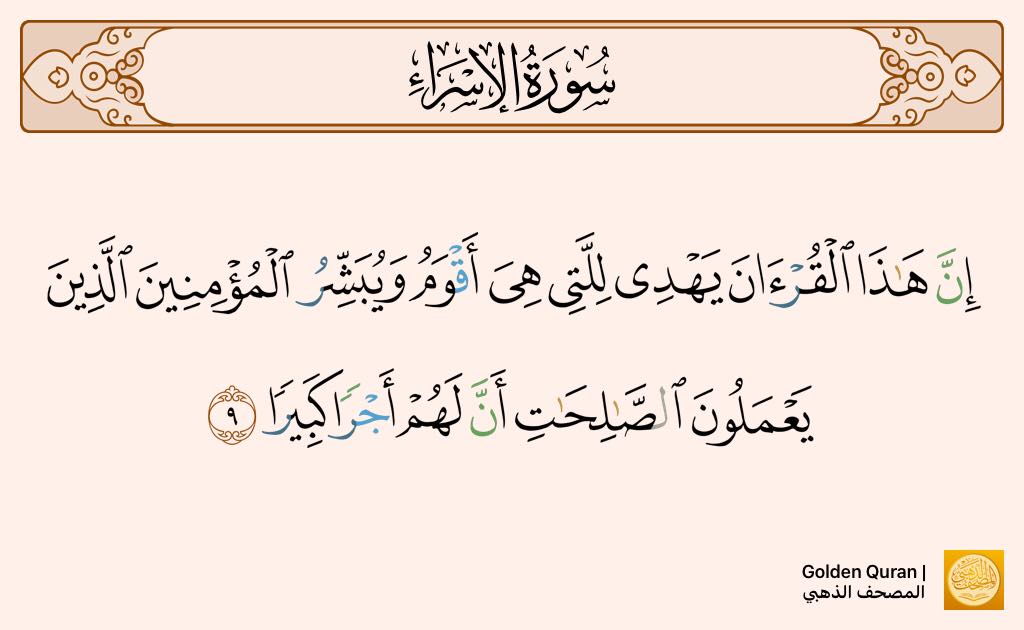 سُورَةُ الإِسْرَاءِ
إِنَّ هَٰذَا ٱلْقُرْءَانَ يَهْدِى لِلَّتِى هِىَ أَقْوَمُ وَيُبَشِّرُ ٱلْمُؤْمِنِينَ ٱلَّذِينَ
يَعْمَلُونَ ٱلصَّٰلِحَٰتِ أَنَّ لَهُمْ أَجْرًا كَبِيرًا ٩
Golden Quran |
المصحف الذهبي